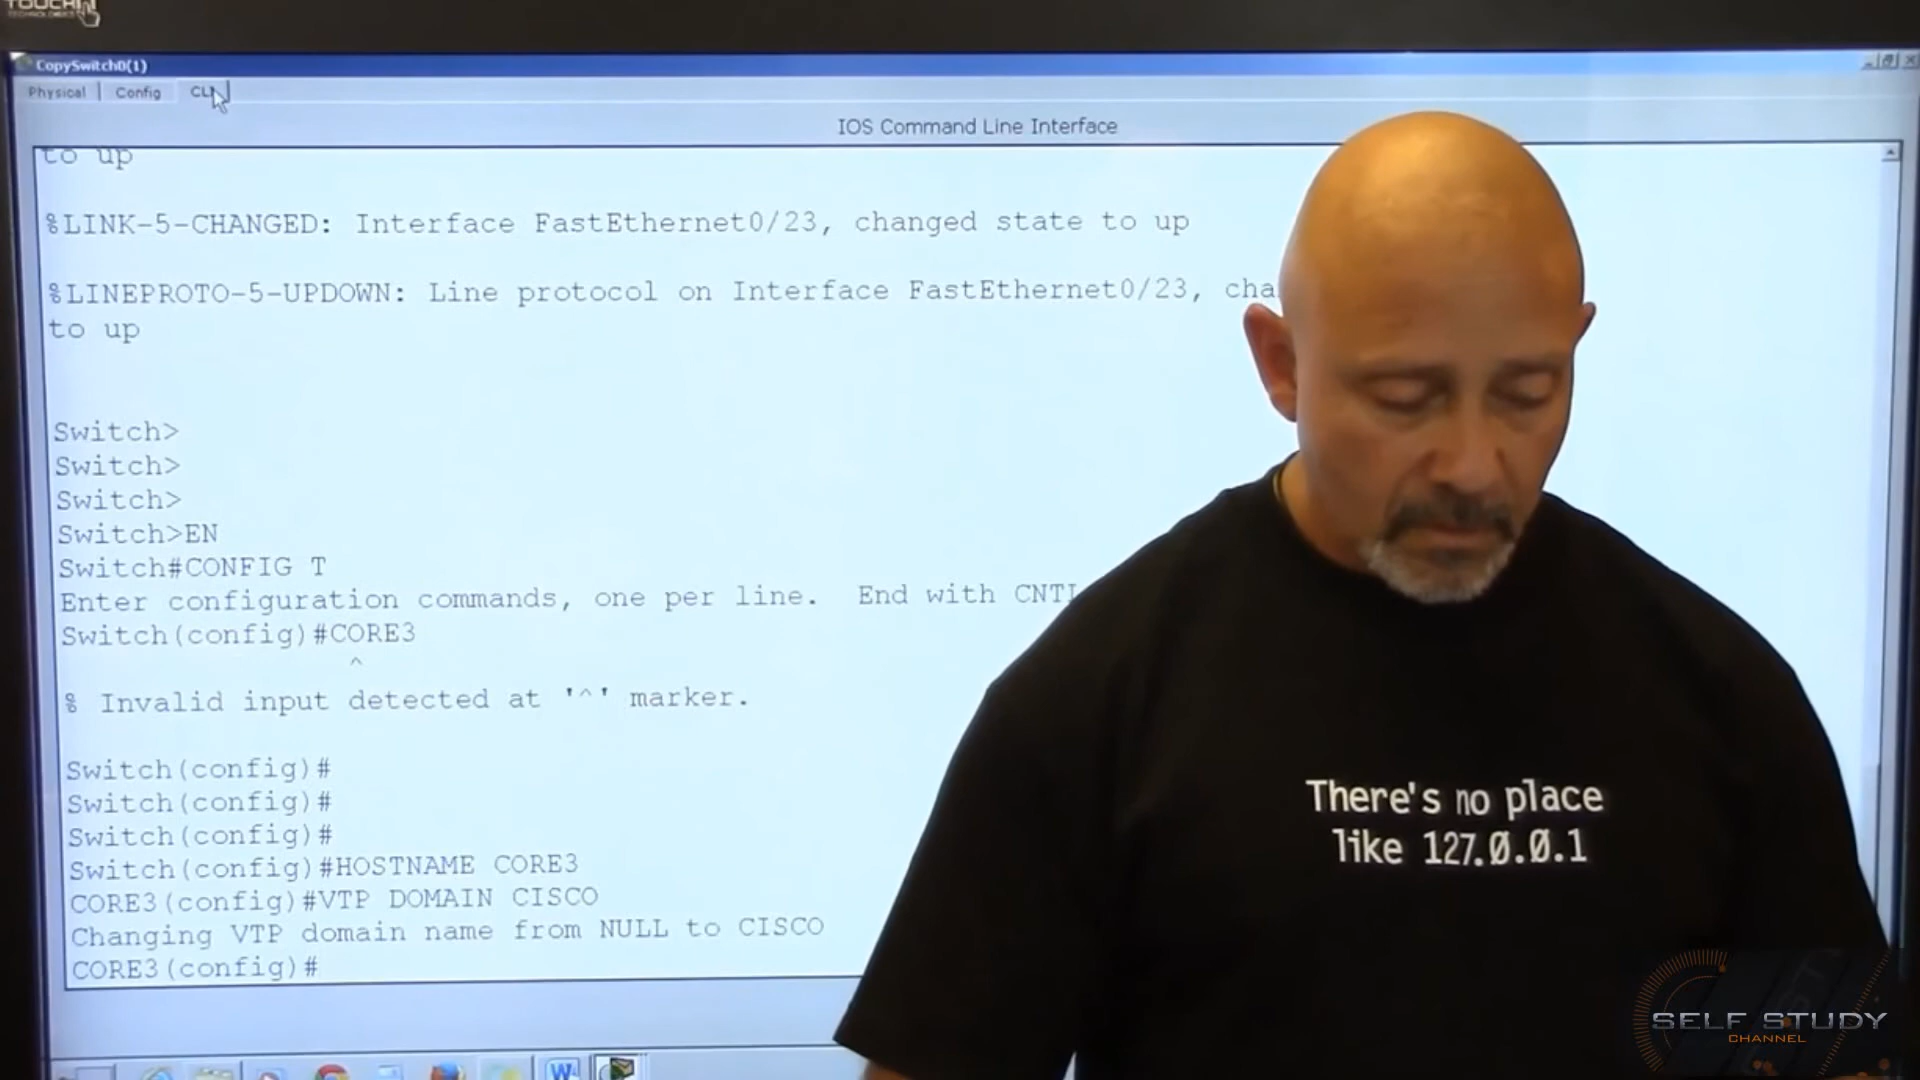 TOUCHIT
TECHNOLOGIES
CopySwitch0(1)
Physical
Config
IOS Command Line Interface
to up
%LINK-5-CHANGED: Interface FastEthernet0/23, changed state to up
%LINEPROTO-5-UPDOWN: Line protocol on Interface FastEthernet0/23, cha
to up
Switch>
Switch>
Switch>
Switch>EN
Switch#CONFIG T
Enter configuration commands, one per line.  End with CNTL
Switch(config)#CORE3
^
% Invalid input detected at '^' marker.
Switch(config)#
Switch(config)#
Switch(config)#
Switch(config)#HOSTNAME CORE3
CORE3(config)#VTP DOMAIN CISCO
Changing VTP domain name from NULL to CISCO
CORE3(config)#
There's no place
like 127.0.0.1
SELF STUDY
CHANNEL